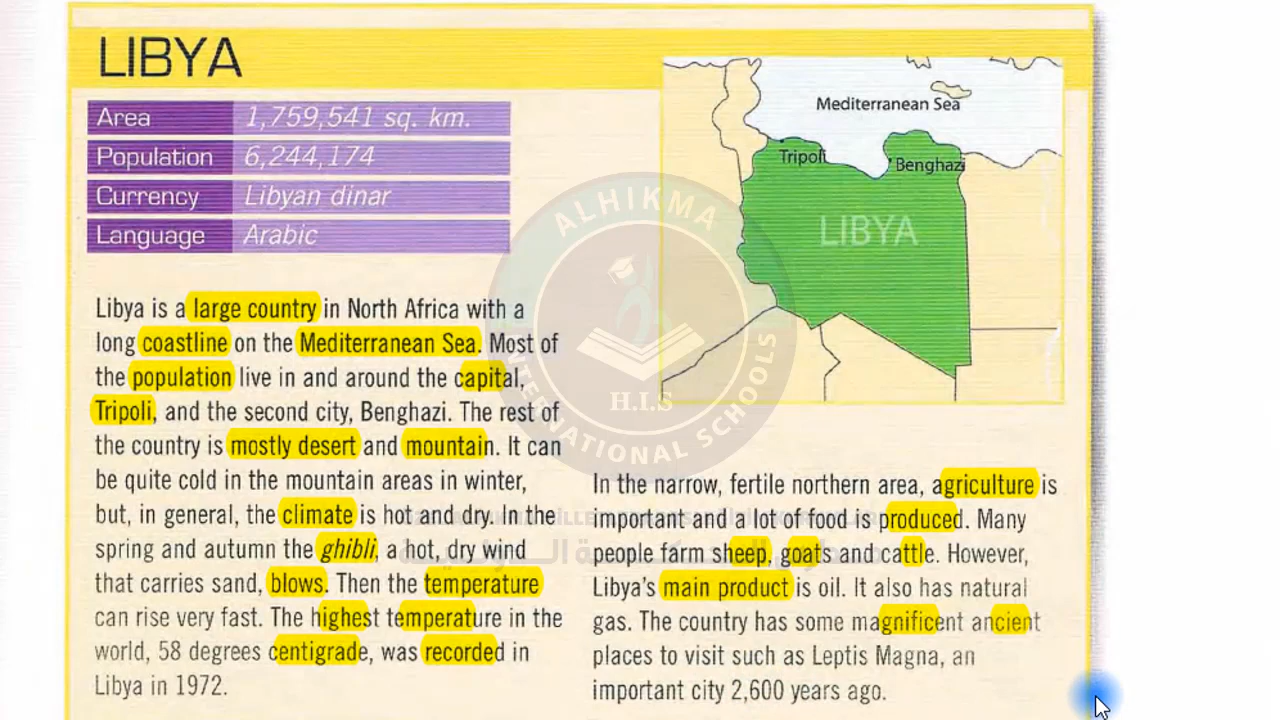 LIBYA
Area 1,759,541 sq. km.
Population 6,244,174
Currency Libyan dinar
Language Arabic
Mediterranean Sea
Tripoli
Benghazi
LIBYA
Libya is a large country in North Africa with a
long coastline on the Mediterranean Sea. Most of
the population live in and around the capital,
Tripoli, and the second city, Benghazi. The rest of
the country is mostly desert and mountain. It can
be quite cold in the mountain areas in winter,
but, in general, the climate is hot and dry. In the
spring and autumn the ghibli, a hot, dry wind
that carries sand, blows. Then the temperature
can rise very fast. The highest temperature in the
world, 58 degrees centigrade, was recorded in
Libya in 1972.
In the narrow, fertile northern area, agriculture is
important and a lot of food is produced. Many
people farm sheep, goats and cattle. However,
Libya's main product is oil. It also has natural
gas. The country has some magnificent ancient
places to visit such as Leptis Magna, an
important city 2,600 years ago.
ALHIKMA
INTERNATIONAL SCHOOLS
H.I.S